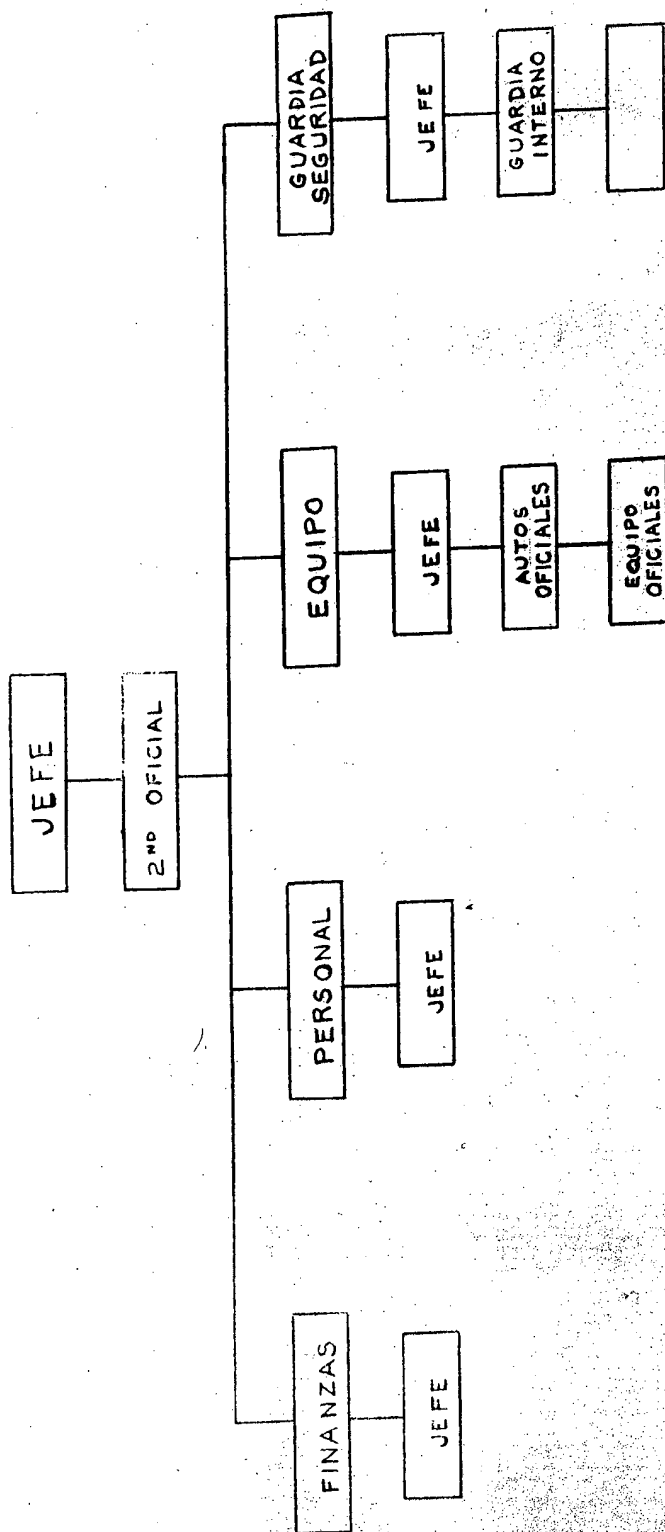 JEFE
2ND OFICIAL
FINANZAS
JEFE
PERSONAL
JEFE
EQUIPO
JEFE
AUTOS
OFICIALES
EQUIPO
OFICIALES
GUARDIA
SEGURIDAD
JEFE
GUARDIA
INTERNO